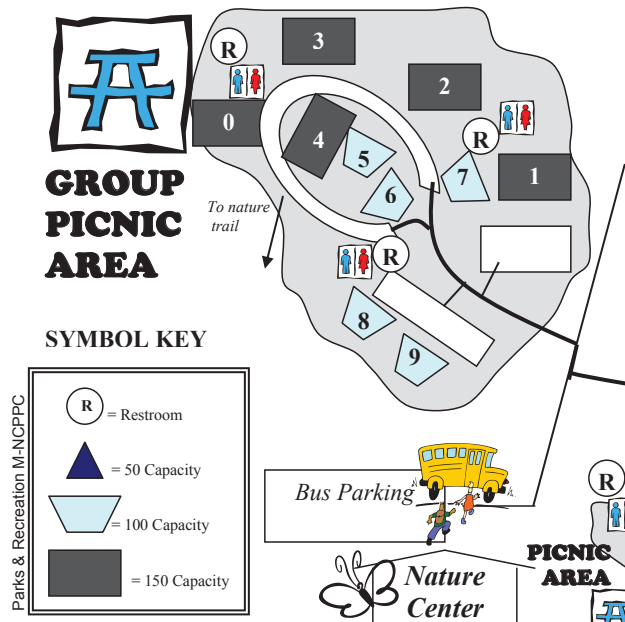 GROUP
PICNIC
AREA
R
3
2
0
4
R
5
7
1
6
To nature
trail
R
8
9
SYMBOL KEY
R = Restroom
= 50 Capacity
= 100 Capacity
= 150 Capacity
Parks & Recreation M-NCPPC
Bus Parking
R
PICNIC
AREA
Nature
Center